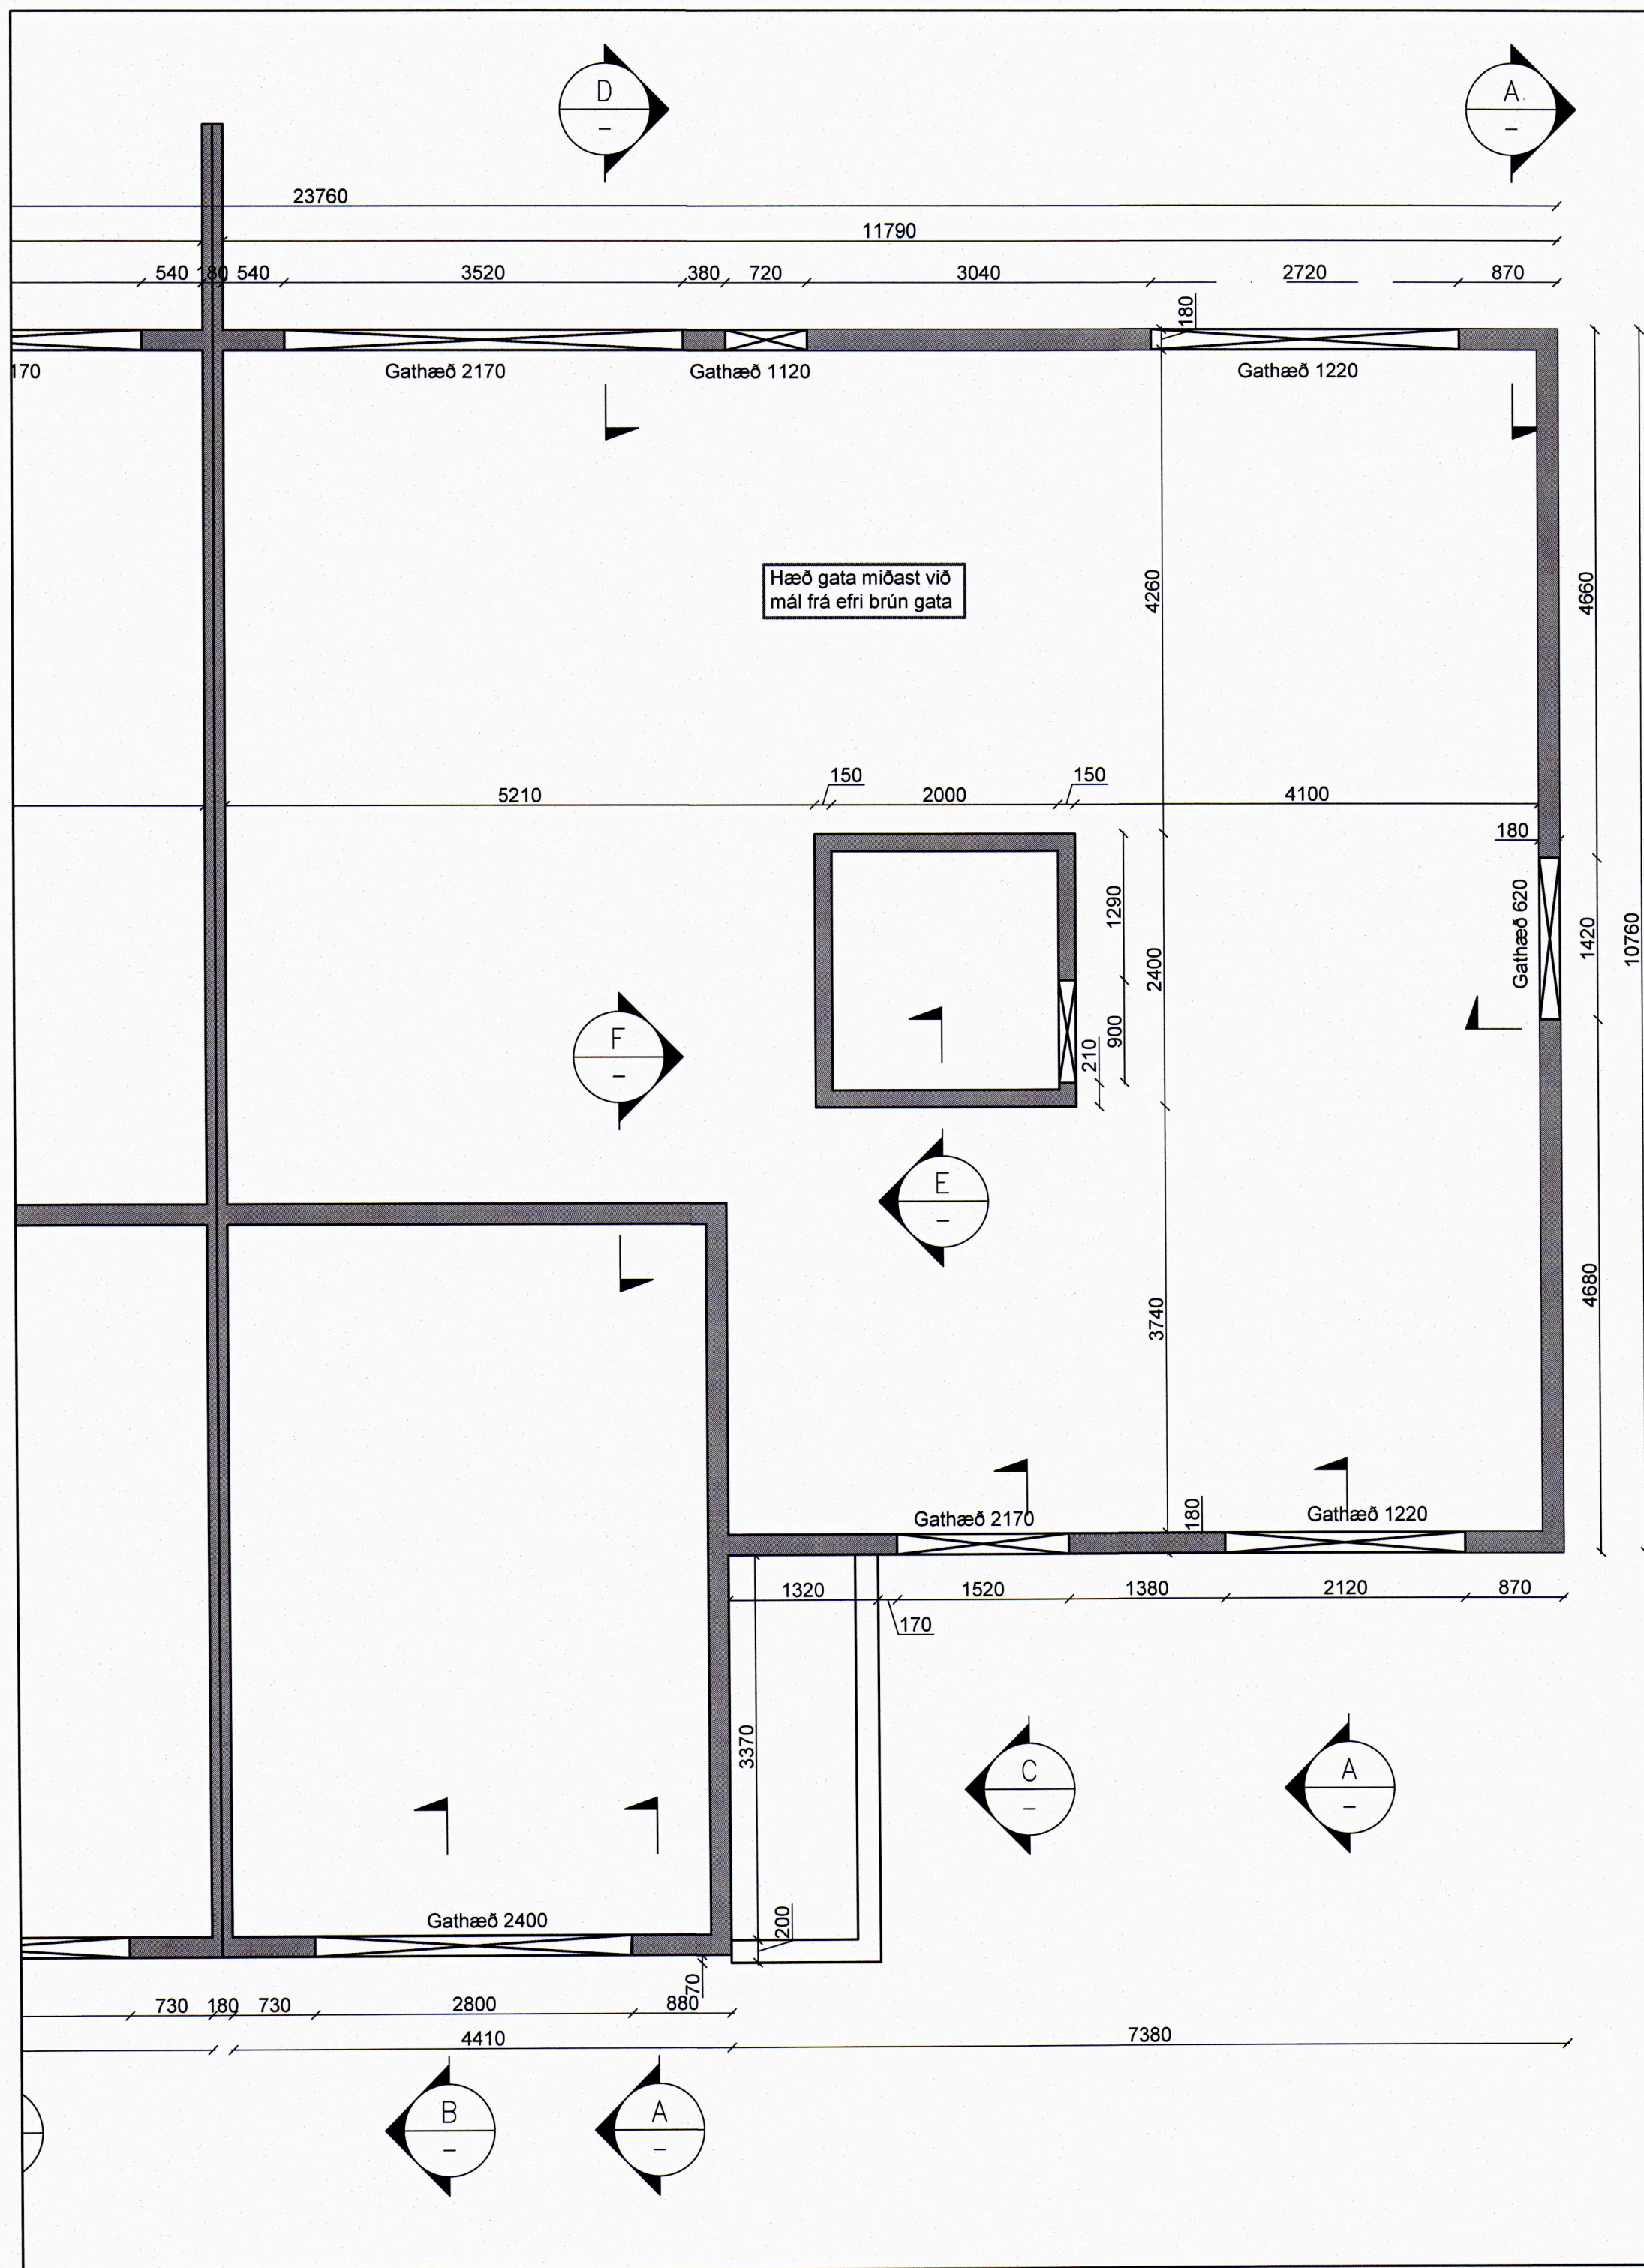 D
–
A
–
23760
11790
540 180 540 3520 380 720 3040 2720 870
180
170 Gathæð 2170 Gathæð 1120 Gathæð 1220
Hæð gata miðast við
mál frá efri brún gata
4260
4660
5210 150 2000 150 4100
180
1290
2400
900
210
Gathæð 620
1420
10760
F
–
E
–
3740
4680
Gathæð 2170 180 Gathæð 1220
1320 1520 1380 2120 870
170
3370
C
–
A
–
Gathæð 2400
200
70
730 180 730 2800 880
4410 7380
B
–
A
–